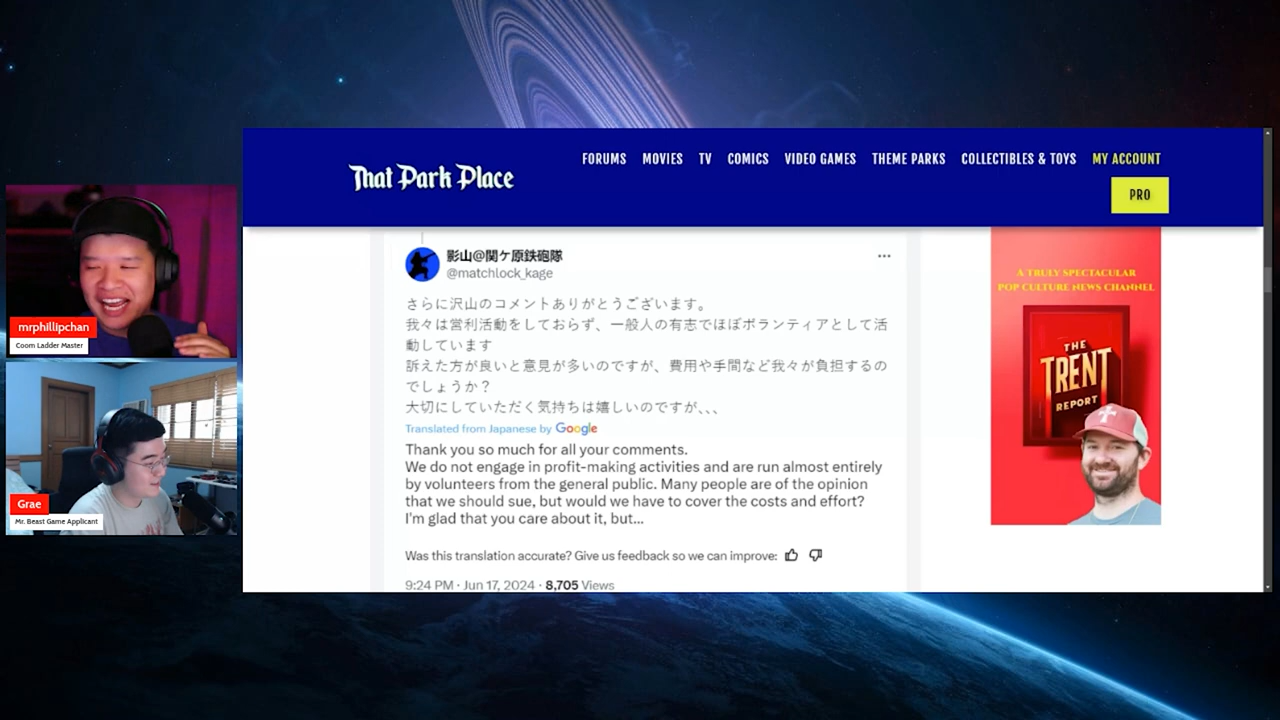 That Park Place
FORUMS
MOVIES
TV
COMICS
VIDEO GAMES
THEME PARKS
COLLECTIBLES & TOYS
MY ACCOUNT
PRO
影山@関ケ原鉄砲隊
@matchlock_kage
さらに沢山のコメントありがとうございます。
我々は営利活動をしておらず、一般人の有志でほぼボランティアとして活
動しています
訴えた方が良いと意見が多いのですが、費用や手間など我々が負担するの
でしょうか？
大切にしていただく気持ちは嬉しいのですが、、、
Translated from Japanese by Google
Thank you so much for all your comments.
We do not engage in profit-making activities and are run almost entirely
by volunteers from the general public. Many people are of the opinion
that we should sue, but would we have to cover the costs and effort?
I'm glad that you care about it, but...
Was this translation accurate? Give us feedback so we can improve:
9:24 PM · Jun 17, 2024 · 8,705 Views
A TRULY SPECTACULAR
POP CULTURE NEWS CHANNEL
THE
TRENT
REPORT
mrphillipchan
Coom Ladder Master
Grae
Mr. Beast Game Applicant